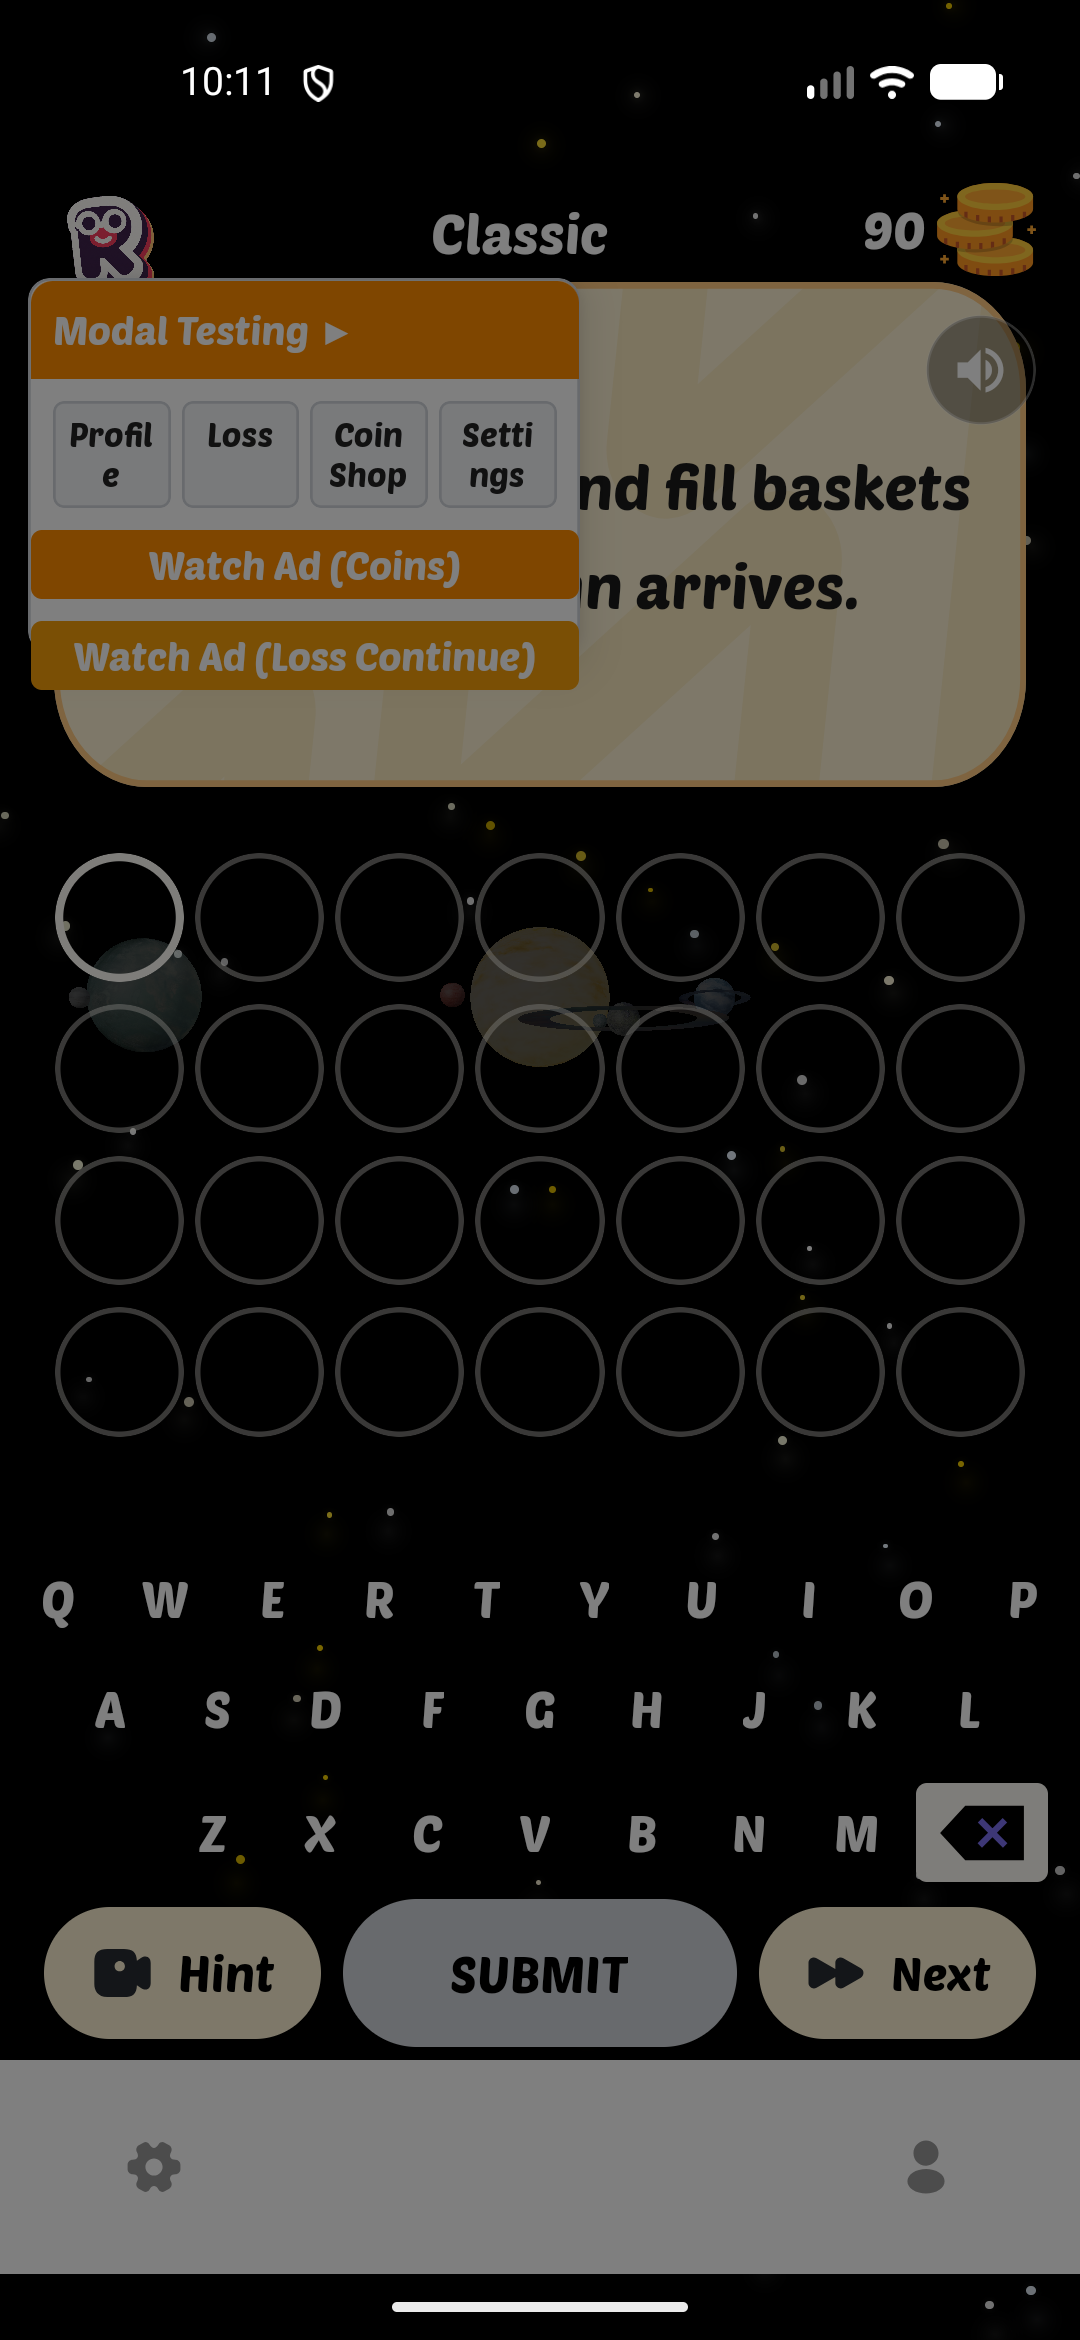 10:11
Classic
90
Modal Testing ►
Profil
e
Loss
Coin
Shop
Setti
ngs
nd fill baskets
Watch Ad (Coins)
n arrives.
Watch Ad (Loss Continue)
Q W E R T Y U I O P
A S D F G H J K L
Z X C V B N M
Hint
SUBMIT
Next